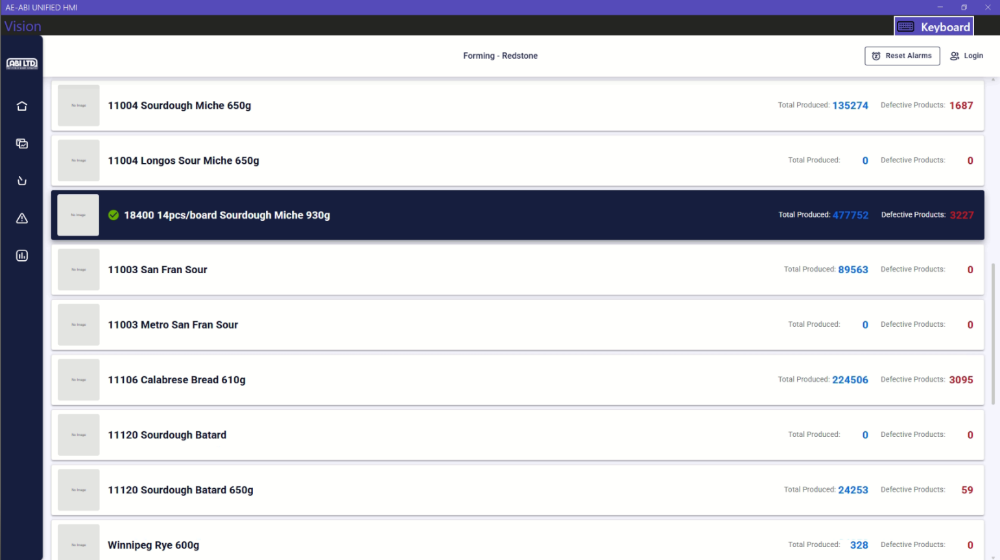 AE-ABI UNIFIED HMI
Vision
Keyboard
ABI LTD
Forming - Redstone
Reset Alarms
Login
No Image
11004 Sourdough Miche 650g
Total Produced: 135274
Defective Products: 1687
No Image
11004 Longos Sour Miche 650g
Total Produced: 0
Defective Products: 0
No Image
18400 14pcs/board Sourdough Miche 930g
Total Produced: 477752
Defective Products: 3227
No Image
11003 San Fran Sour
Total Produced: 89563
Defective Products: 0
No Image
11003 Metro San Fran Sour
Total Produced: 0
Defective Products: 0
No Image
11106 Calabrese Bread 610g
Total Produced: 224506
Defective Products: 3095
No Image
11120 Sourdough Batard
Total Produced: 0
Defective Products: 0
No Image
11120 Sourdough Batard 650g
Total Produced: 24253
Defective Products: 59
No Image
Winnipeg Rye 600g
Total Produced: 328
Defective Products: 0